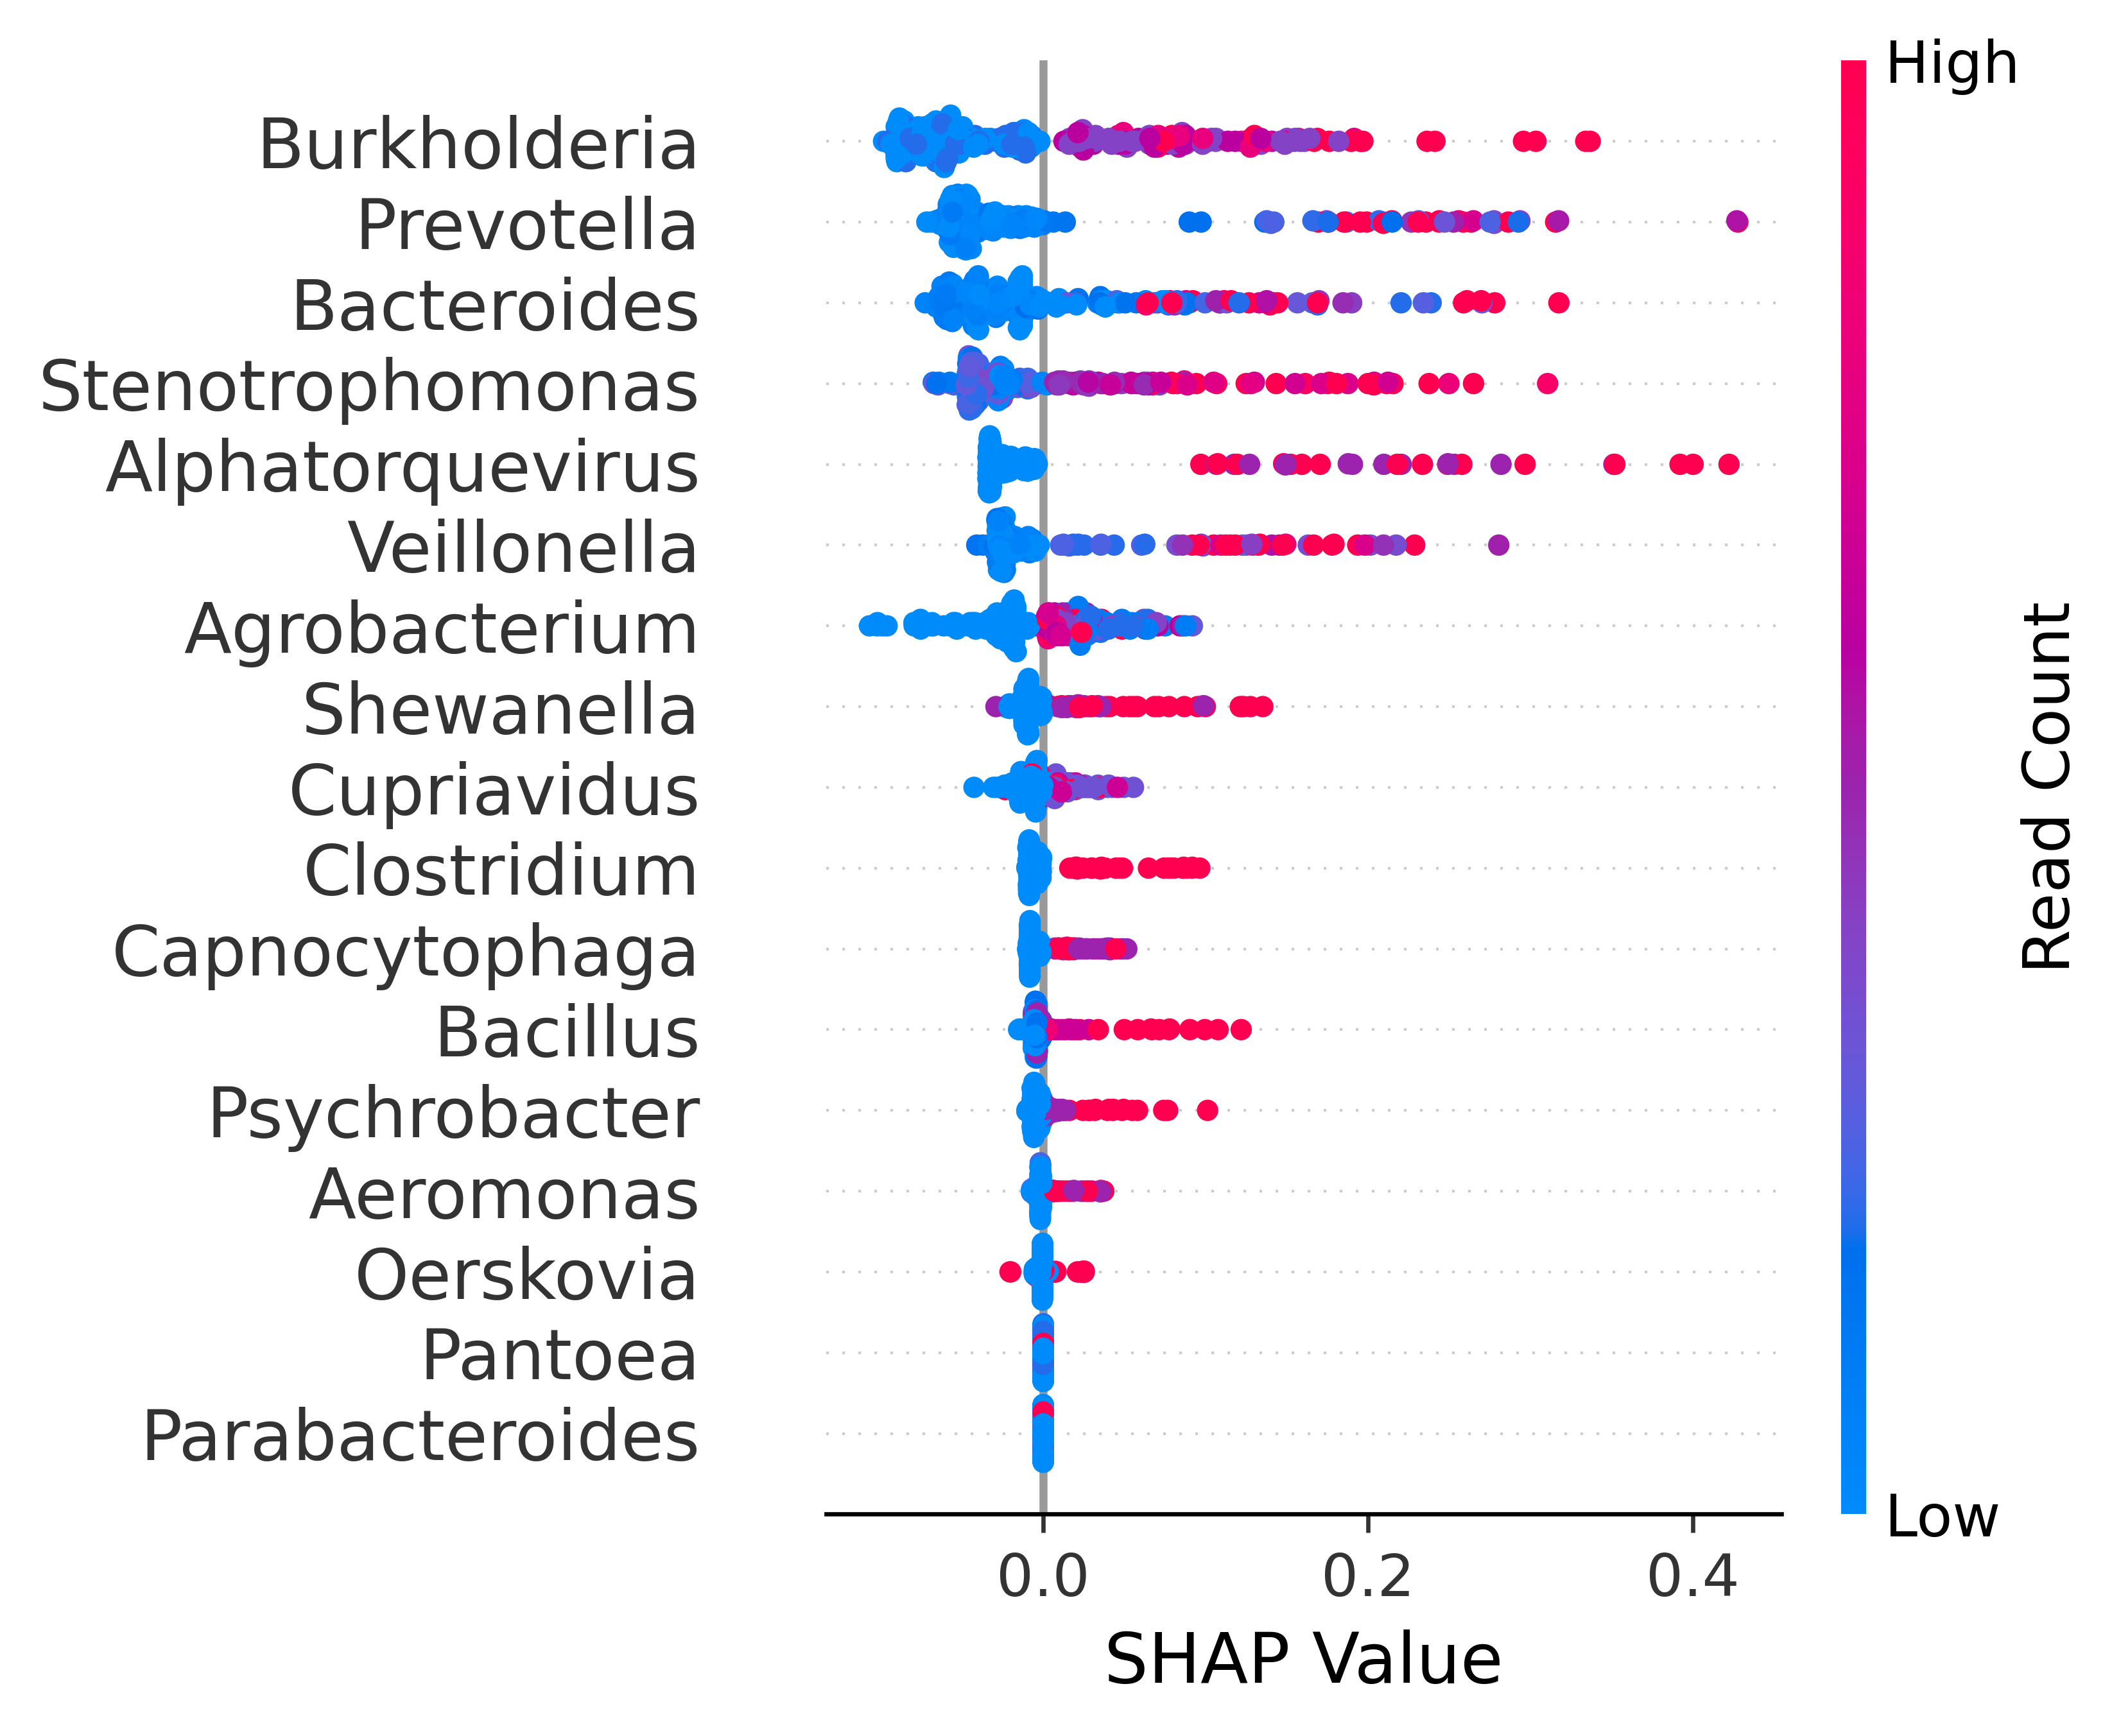 High
Burkholderia
Prevotella
Bacteroides
Stenotrophomonas
Alphatorquevirus
Veillonella
Agrobacterium
Shewanella
Cupriavidus
Clostridium
Capnocytophaga
Bacillus
Psychrobacter
Aeromonas
Oerskovia
Pantoea
Parabacteroides
Read Count
Low
0.0 0.2 0.4
SHAP Value